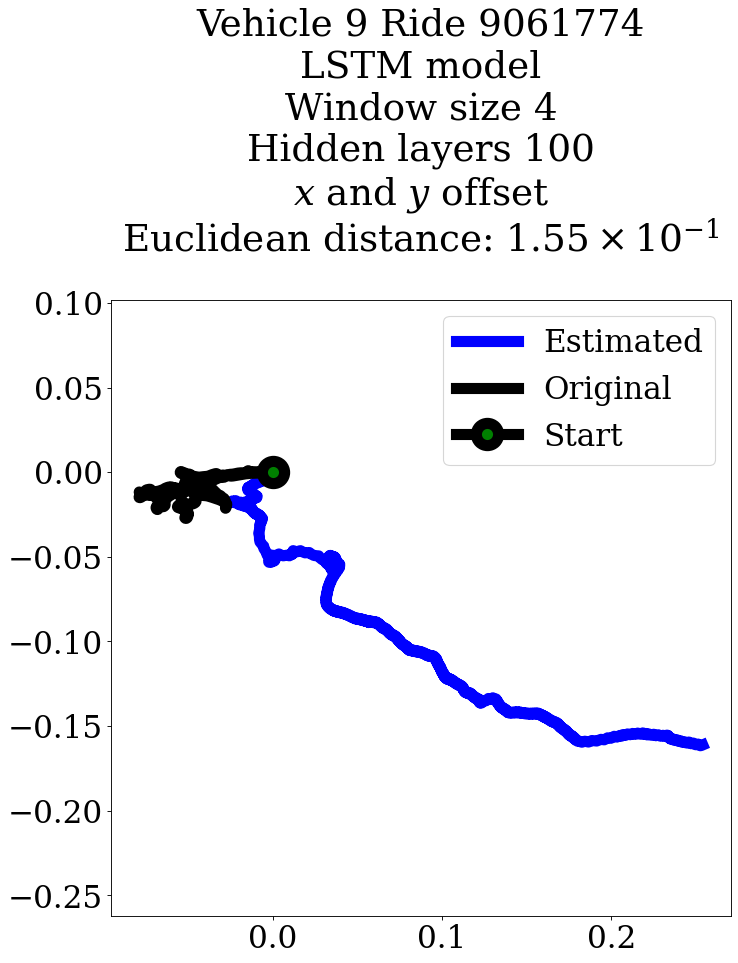 Vehicle 9 Ride 9061774
LSTM model
Window size 4
Hidden layers 100
x and y offset
Euclidean distance: 1.55 × 10⁻¹
Estimated
Original
Start
0.10
0.05
0.00
−0.05
−0.10
−0.15
−0.20
−0.25
0.0 0.1 0.2